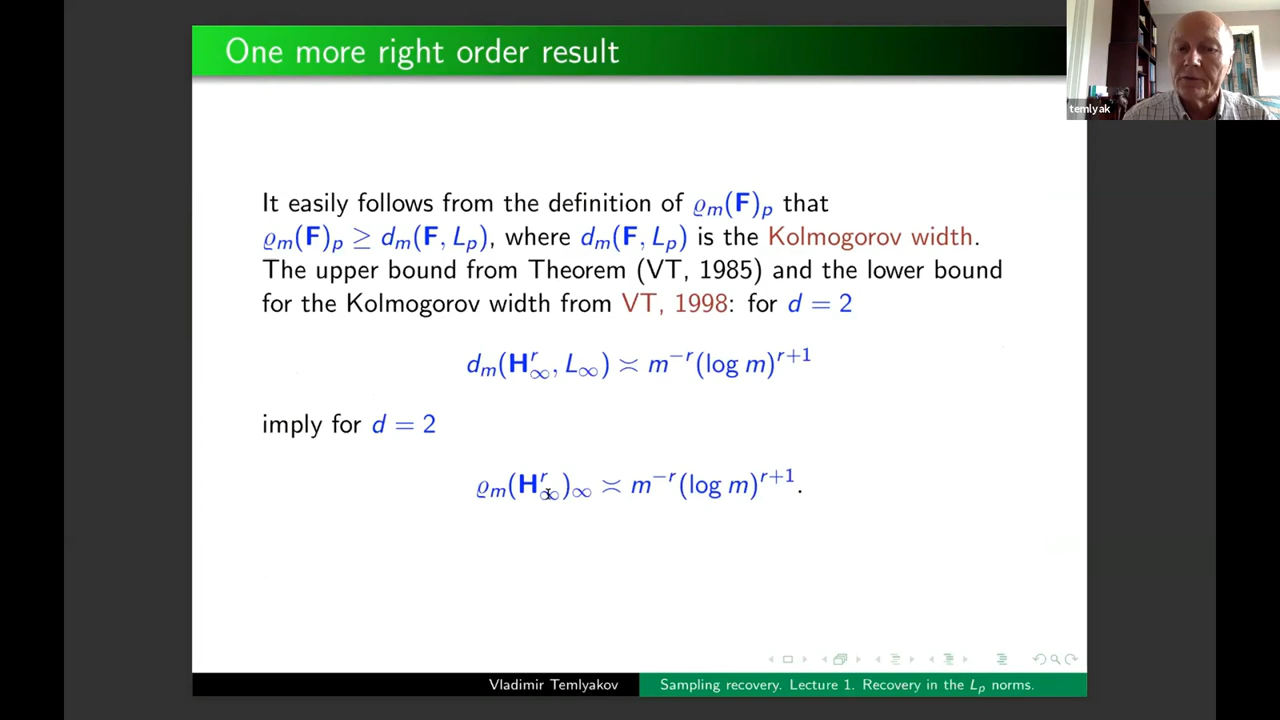 One more right order result
temlyak
It easily follows from the definition of ϱ_m(F)_p that
ϱ_m(F)_p ≥ d_m(F, L_p), where d_m(F, L_p) is the Kolmogorov width.
The upper bound from Theorem (VT, 1985) and the lower bound
for the Kolmogorov width from VT, 1998: for d = 2
d_m(H^r_∞, L_∞) ≍ m^{-r}(log m)^{r+1}
imply for d = 2
ϱ_m(H^r_∞)_∞ ≍ m^{-r}(log m)^{r+1}.
Vladimir Temlyakov
Sampling recovery. Lecture 1. Recovery in the L_p norms.